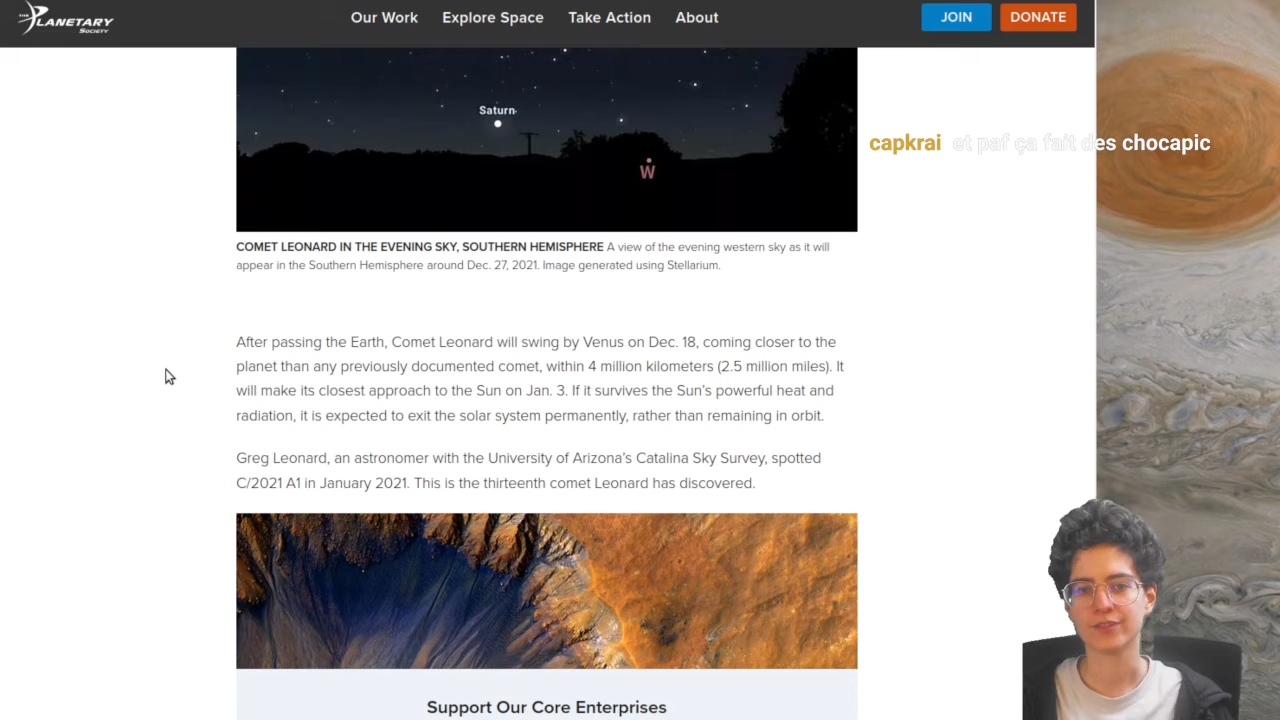 THE PLANETARY SOCIETY
Our Work
Explore Space
Take Action
About
JOIN
DONATE
Saturn
W
capkrai et paf ça fait des chocapic
COMET LEONARD IN THE EVENING SKY, SOUTHERN HEMISPHERE A view of the evening western sky as it will
appear in the Southern Hemisphere around Dec. 27, 2021. Image generated using Stellarium.
After passing the Earth, Comet Leonard will swing by Venus on Dec. 18, coming closer to the
planet than any previously documented comet, within 4 million kilometers (2.5 million miles). It
will make its closest approach to the Sun on Jan. 3. If it survives the Sun’s powerful heat and
radiation, it is expected to exit the solar system permanently, rather than remaining in orbit.
Greg Leonard, an astronomer with the University of Arizona’s Catalina Sky Survey, spotted
C/2021 A1 in January 2021. This is the thirteenth comet Leonard has discovered.
Support Our Core Enterprises